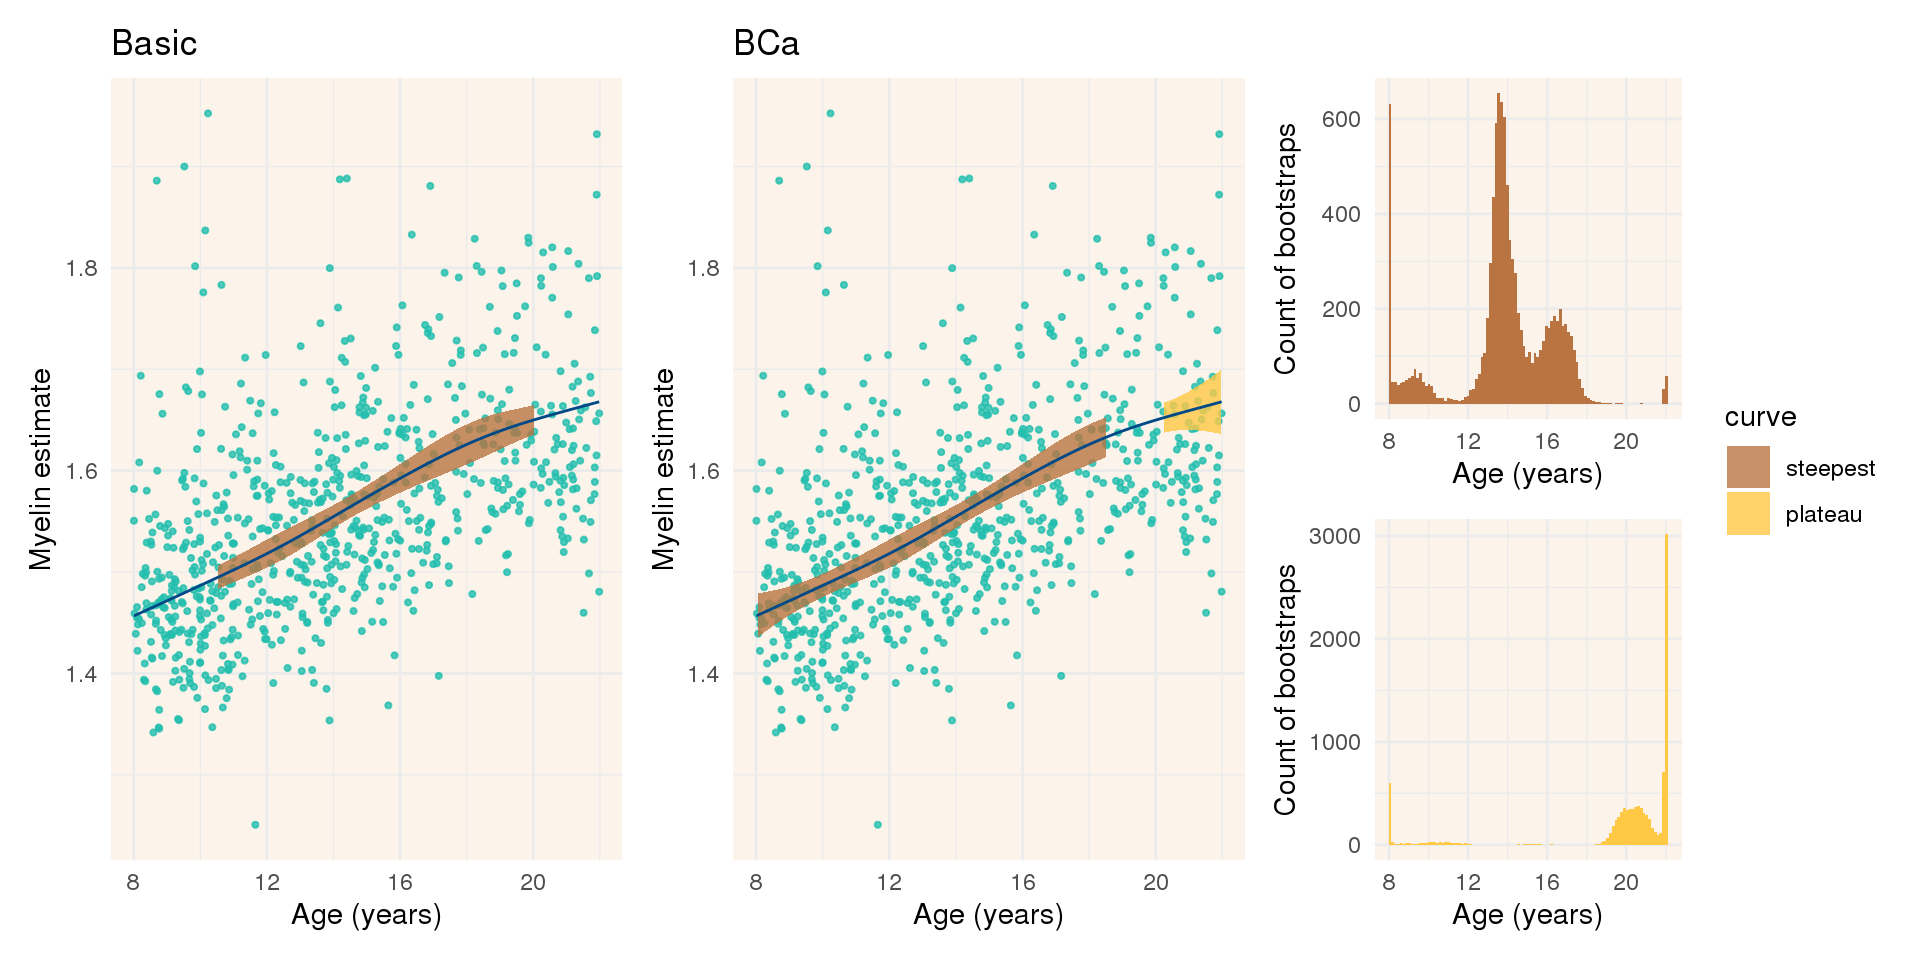 Basic
Myelin estimate
1.8
1.6
1.4
8 12 16 20
Age (years)
BCa
Myelin estimate
1.8
1.6
1.4
8 12 16 20
Age (years)
Count of bootstraps
600
400
200
0
8 12 16 20
Age (years)
Count of bootstraps
3000
2000
1000
0
8 12 16 20
Age (years)
curve
steepest
plateau